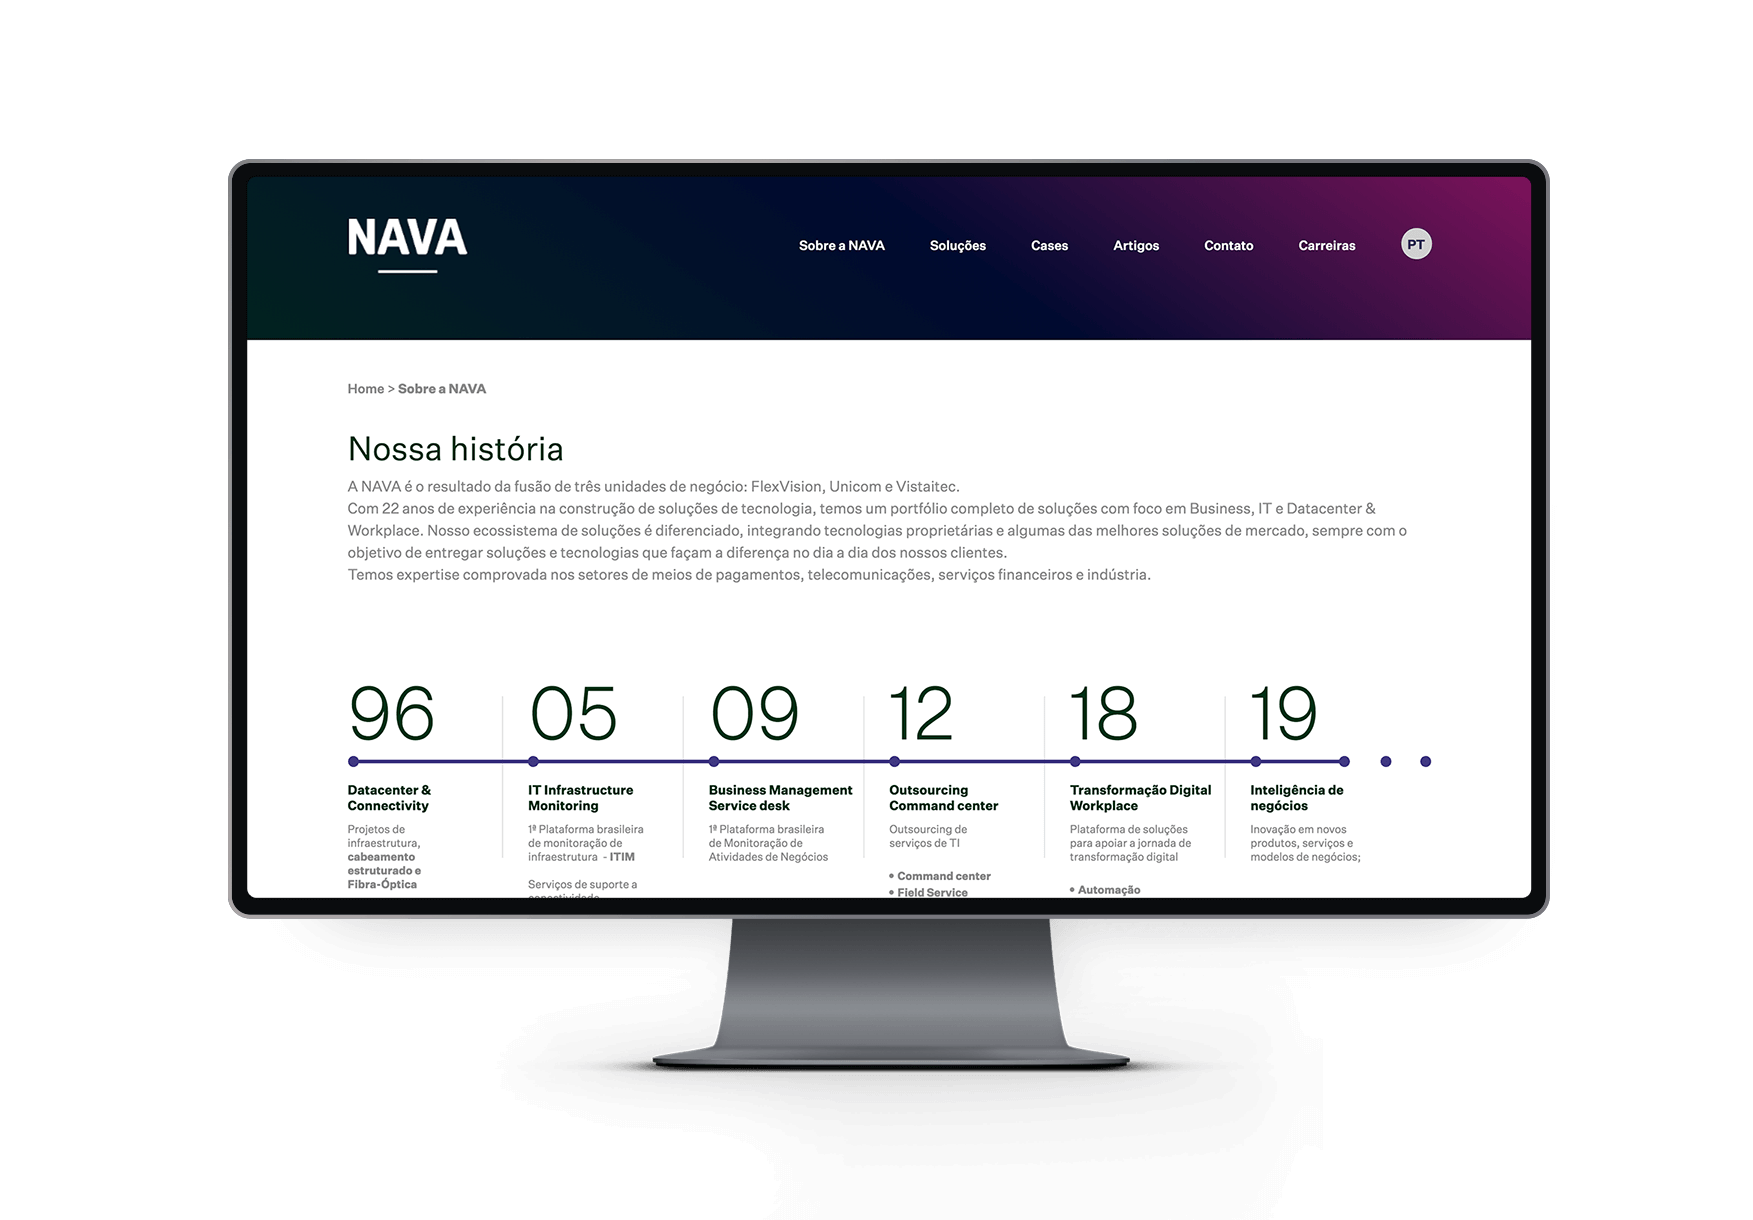 NAVA
Sobre a NAVA Soluções Cases Artigos Contato Carreiras PT
Home > Sobre a NAVA
Nossa história
A NAVA é o resultado da fusão de três unidades de negócio: FlexVision, Unicom e Vistaitec.
Com 22 anos de experiência na construção de soluções de tecnologia, temos um portfólio completo de soluções com foco em Business, IT e Datacenter &
Workplace. Nosso ecossistema de soluções é diferenciado, integrando tecnologias proprietárias e algumas das melhores soluções de mercado, sempre com o
objetivo de entregar soluções e tecnologias que façam a diferença no dia a dia dos nossos clientes.
Temos expertise comprovada nos setores de meios de pagamentos, telecomunicações, serviços financeiros e indústria.
96
Datacenter &
Connectivity
Projetos de
infraestrutura,
cabeamento
estruturado e
Fibra-Óptica
05
IT Infrastructure
Monitoring
1ª Plataforma brasileira
de monitoração de
infraestrutura - ITIM
Serviços de suporte a
conectividade
09
Business Management
Service desk
1ª Plataforma brasileira
de Monitoração de
Atividades de Negócios
12
Outsourcing
Command center
Outsourcing de
serviços de TI
• Command center
• Field Service
18
Transformação Digital
Workplace
Plataforma de soluções
para apoiar a jornada de
transformação digital
• Automação
19
Inteligência de
negócios
Inovação em novos
produtos, serviços e
modelos de negócios;